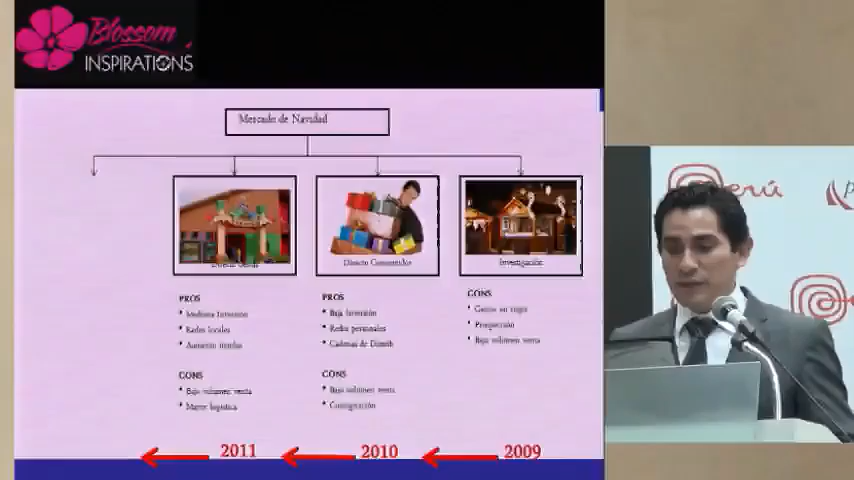 Blossom
INSPIRATIONS
Mercado de Navidad
Directo Consumidor
Investigación
PROS
Mediana Inversión
Redes locales
Aumentar tiendas
CONS
Bajo volumen venta
Mayor logística
PROS
Baja Inversión
Redes personales
Cadenas de Distrib
CONS
Bajo volumen venta
Consignación
CONS
Gastos en viajes
Prospección
Bajo volumen venta
2011
2010
2009
Perú